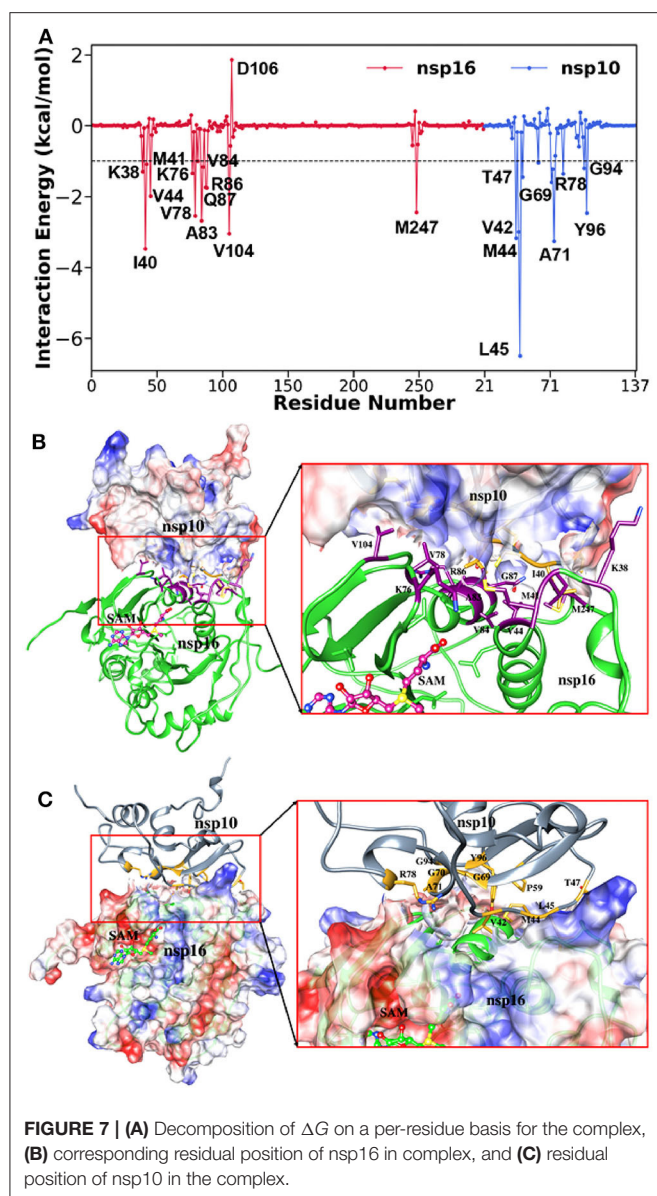 A
Interaction Energy (kcal/mol)
2
0
−2
−4
−6
nsp16
nsp10
D106
K38
M41
K76
V84
V44
R86
Q87
V78
A83
I40
V104
M247
T47
G69
R78
G94
V42
M44
A71
Y96
L45
0 50 100 150 200 250 21 71 137
Residue Number
B
nsp10
SAM
nsp16
nsp10
V104
V78
R86
K76
A83
G87
I40
M41
K38
M247
V84
V44
SAM
nsp16
C
nsp10
SAM
nsp16
nsp10
G94
Y96
R78
G70
G69
A71
P59
T47
L45
M44
V42
nsp16
SAM
FIGURE 7 | (A) Decomposition of ΔG on a per-residue basis for the complex,
(B) corresponding residual position of nsp16 in complex, and (C) residual
position of nsp10 in the complex.